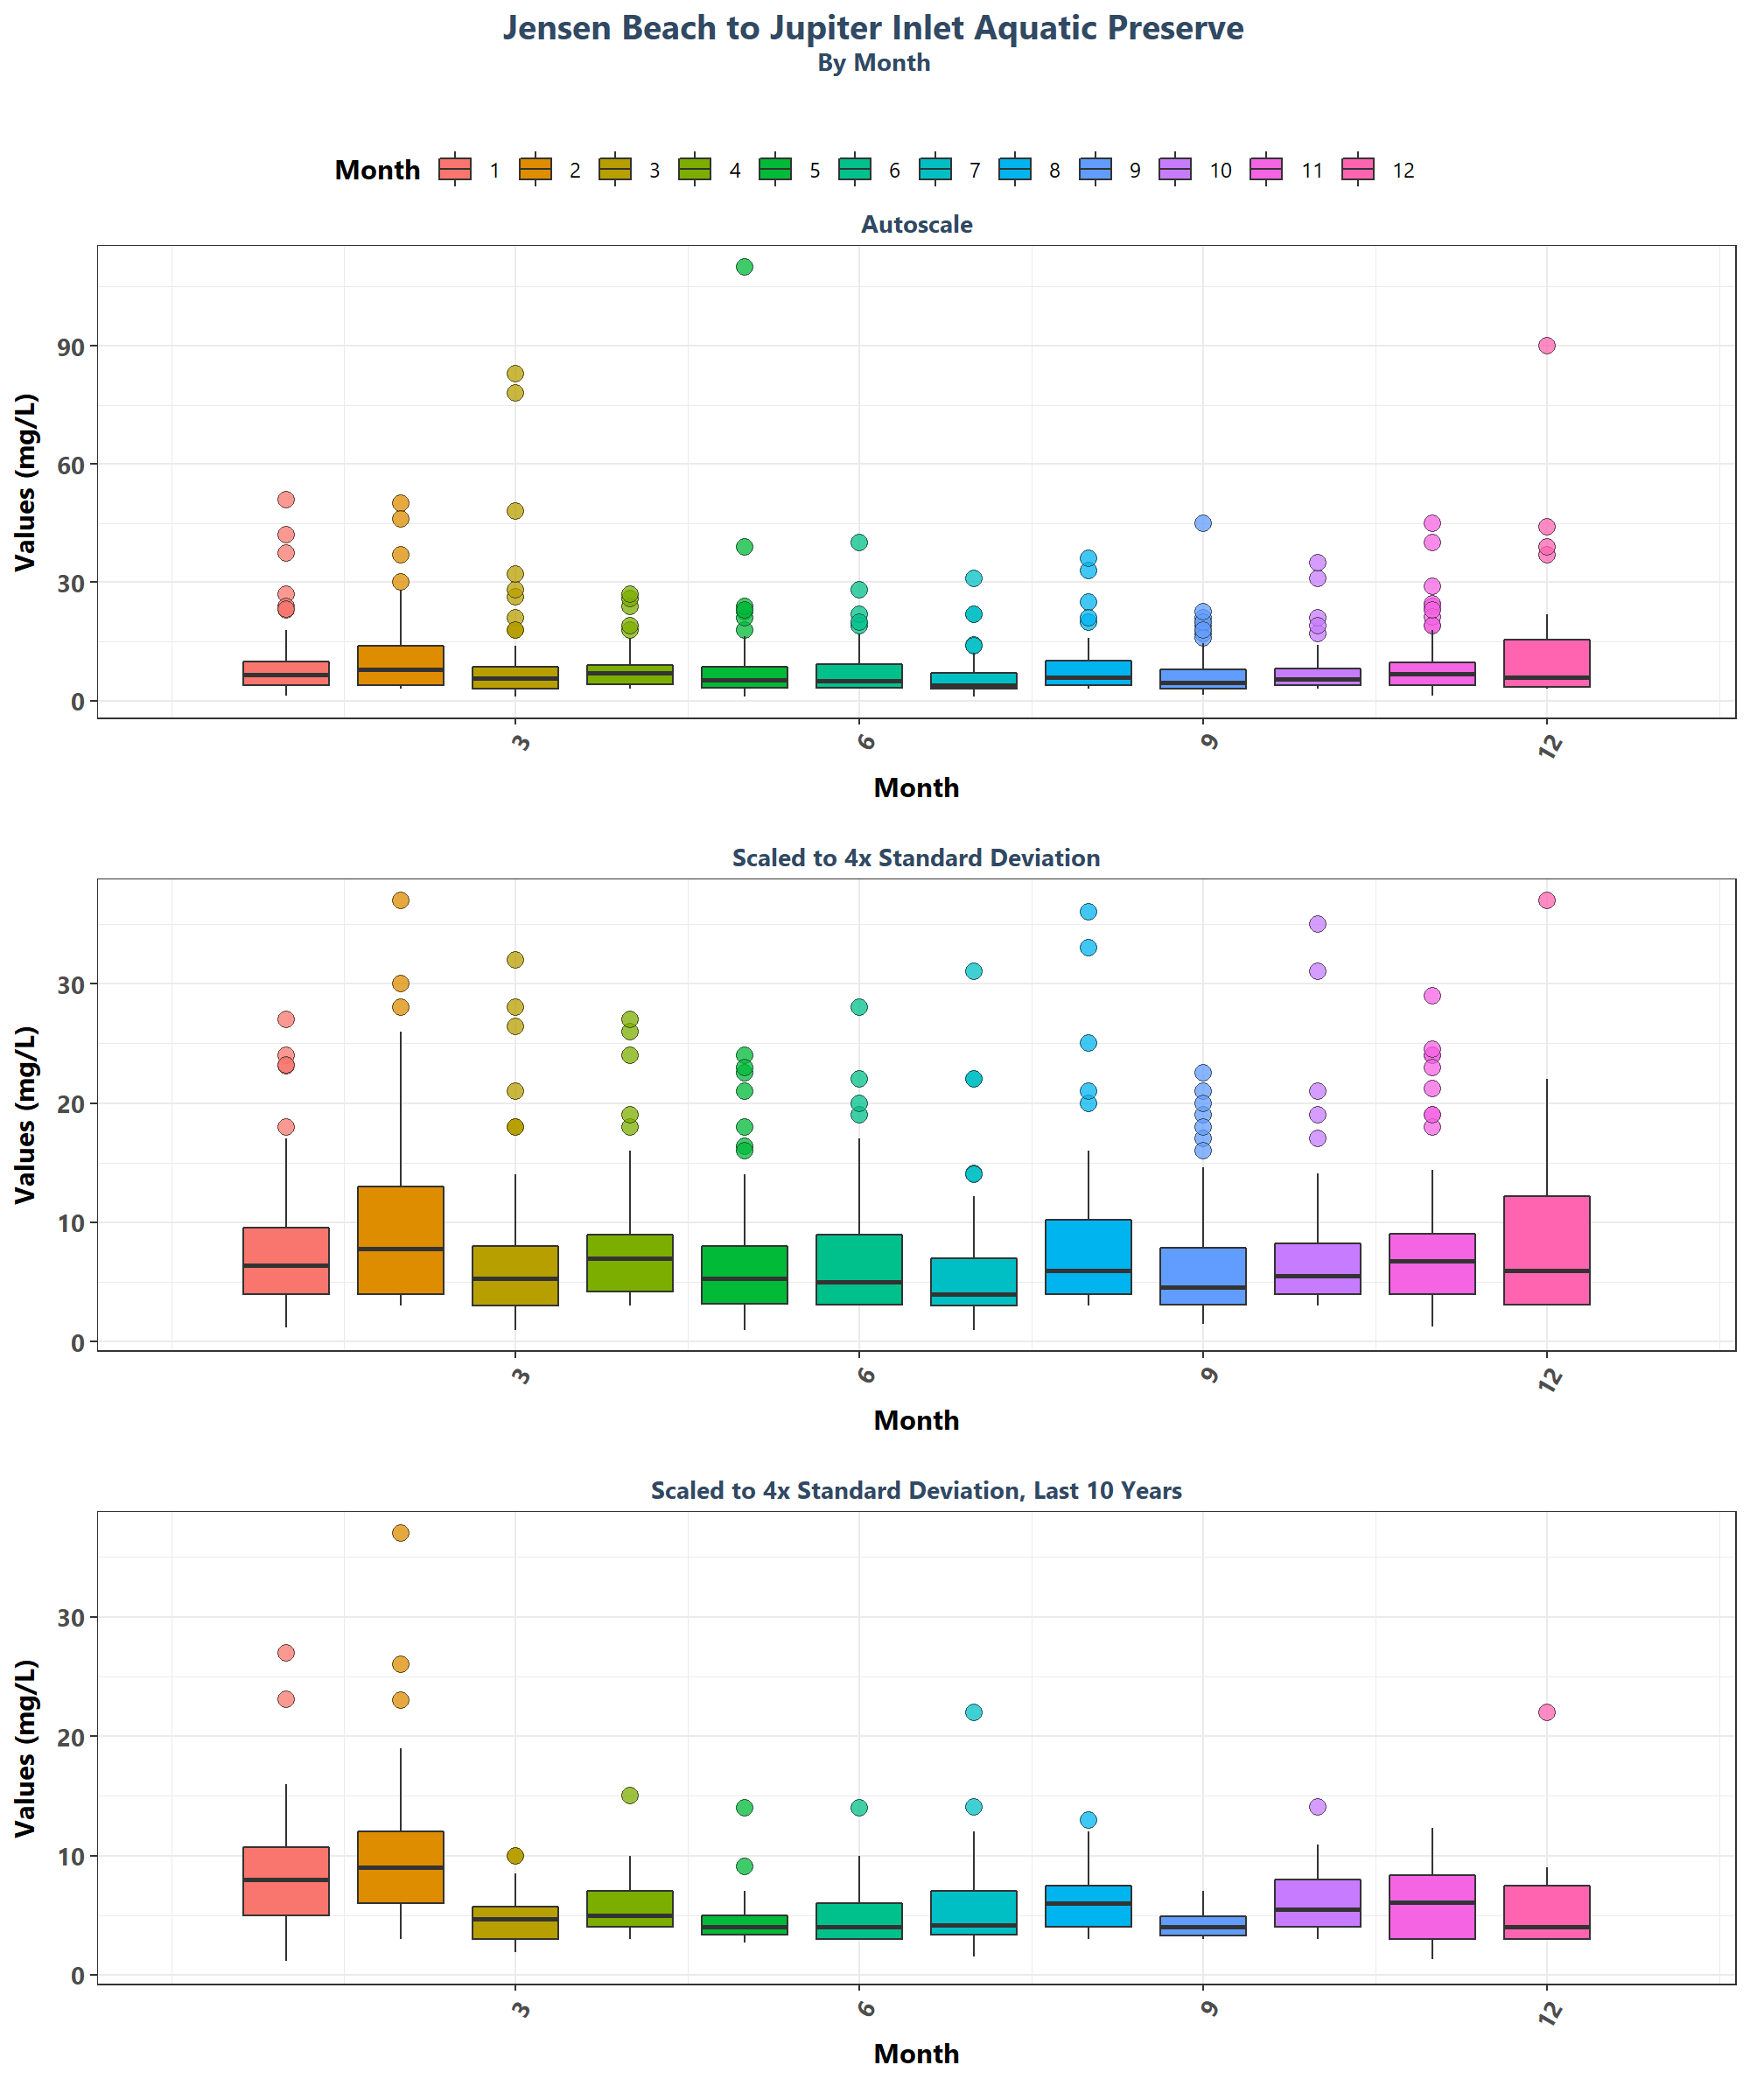 Jensen Beach to Jupiter Inlet Aquatic Preserve
By Month
Month 1 2 3 4 5 6 7 8 9 10 11 12
Autoscale
Values (mg/L)
90
60
30
0
3 6 9 12
Month
Scaled to 4x Standard Deviation
Values (mg/L)
30
20
10
0
3 6 9 12
Month
Scaled to 4x Standard Deviation, Last 10 Years
Values (mg/L)
30
20
10
0
3 6 9 12
Month